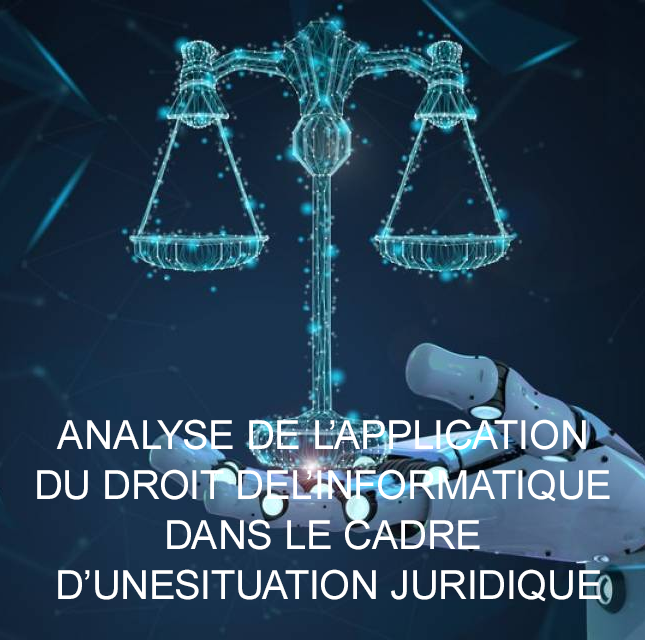 ANALYSE DE L'APPLICATION
DU DROIT DEL'INFORMATIQUE
DANS LE CADRE
D’UNESITUATION JURIDIQUE